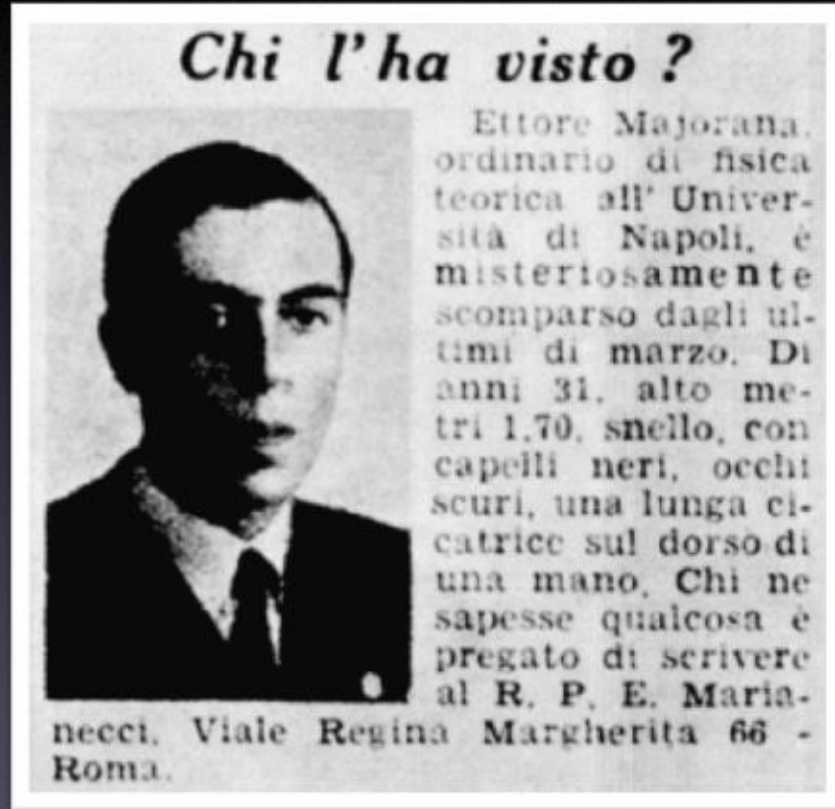 Chi l'ha visto?
Ettore Majorana,
ordinario di fisica
teorica all'Univer-
sità di Napoli, è
misteriosamente
scomparso dagli ul-
timi di marzo. Di
anni 31, alto me-
tri 1,70, snello, con
capelli neri, occhi
scuri, una lunga ci-
catrice sul dorso di
una mano. Chi ne
sapesse qualcosa è
pregato di scrivere
al R. P. E. Maria-
necci, Viale Regina Margherita 66 -
Roma.